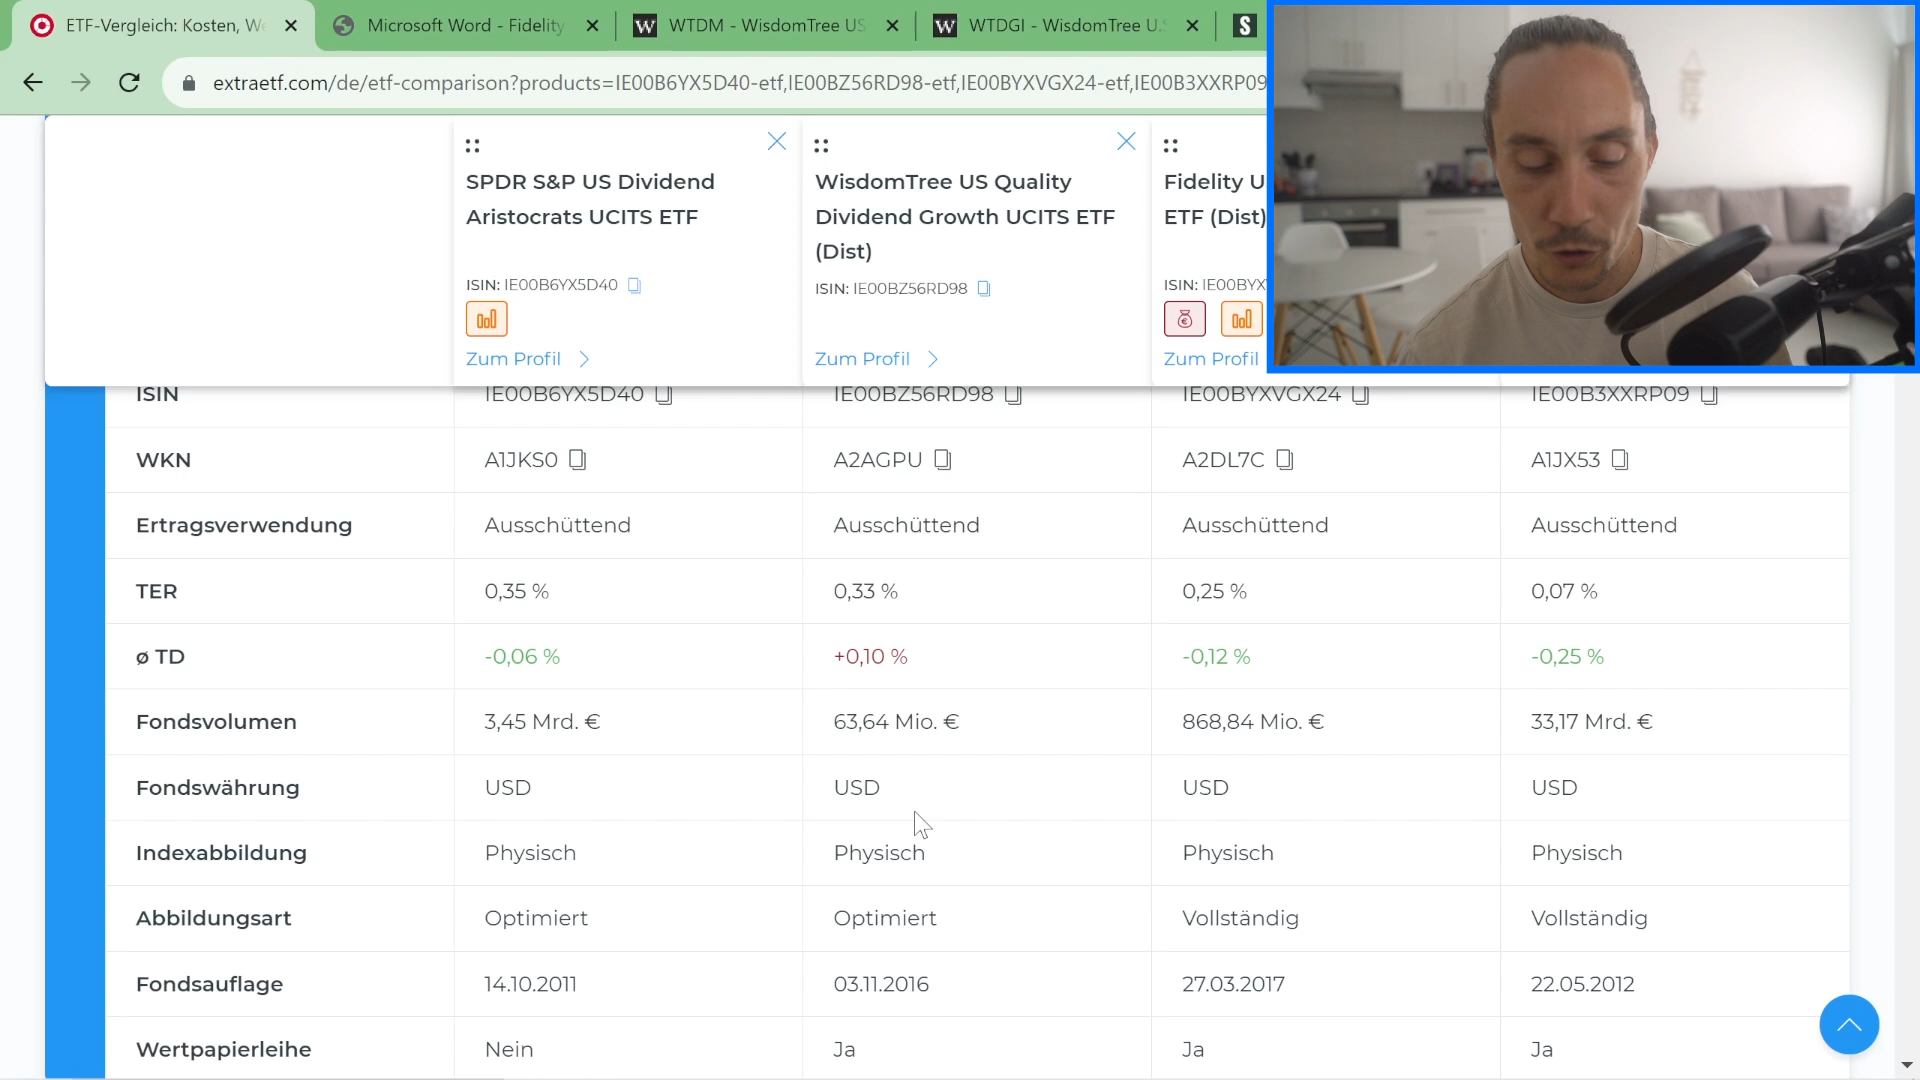 ETF-Vergleich: Kosten, We
Microsoft Word - Fidelity
WTDM - WisdomTree US
WTDGI - WisdomTree U.S
extraetf.com/de/etf-comparison?products=IE00B6YX5D40-etf,IE00BZ56RD98-etf,IE00BYXVGX24-etf,IE00B3XXRP09
SPDR S&P US Dividend
Aristocrats UCITS ETF
ISIN: IE00B6YX5D40
Zum Profil
WisdomTree US Quality
Dividend Growth UCITS ETF
(Dist)
ISIN: IE00BZ56RD98
Zum Profil
Fidelity U
ETF (Dist)
ISIN: IE00BYX
Zum Profil
ISIN IE00B6YX5D40 IE00BZ56RD98 IE00BYXVGX24 IE00B3XXRP09
WKN A1JKS0 A2AGPU A2DL7C A1JX53
Ertragsverwendung Ausschüttend Ausschüttend Ausschüttend Ausschüttend
TER 0,35 % 0,33 % 0,25 % 0,07 %
ø TD -0,06 % +0,10 % -0,12 % -0,25 %
Fondsvolumen 3,45 Mrd. € 63,64 Mio. € 868,84 Mio. € 33,17 Mrd. €
Fondswährung USD USD USD USD
Indexabbildung Physisch Physisch Physisch Physisch
Abbildungsart Optimiert Optimiert Vollständig Vollständig
Fondsauflage 14.10.2011 03.11.2016 27.03.2017 22.05.2012
Wertpapierleihe Nein Ja Ja Ja